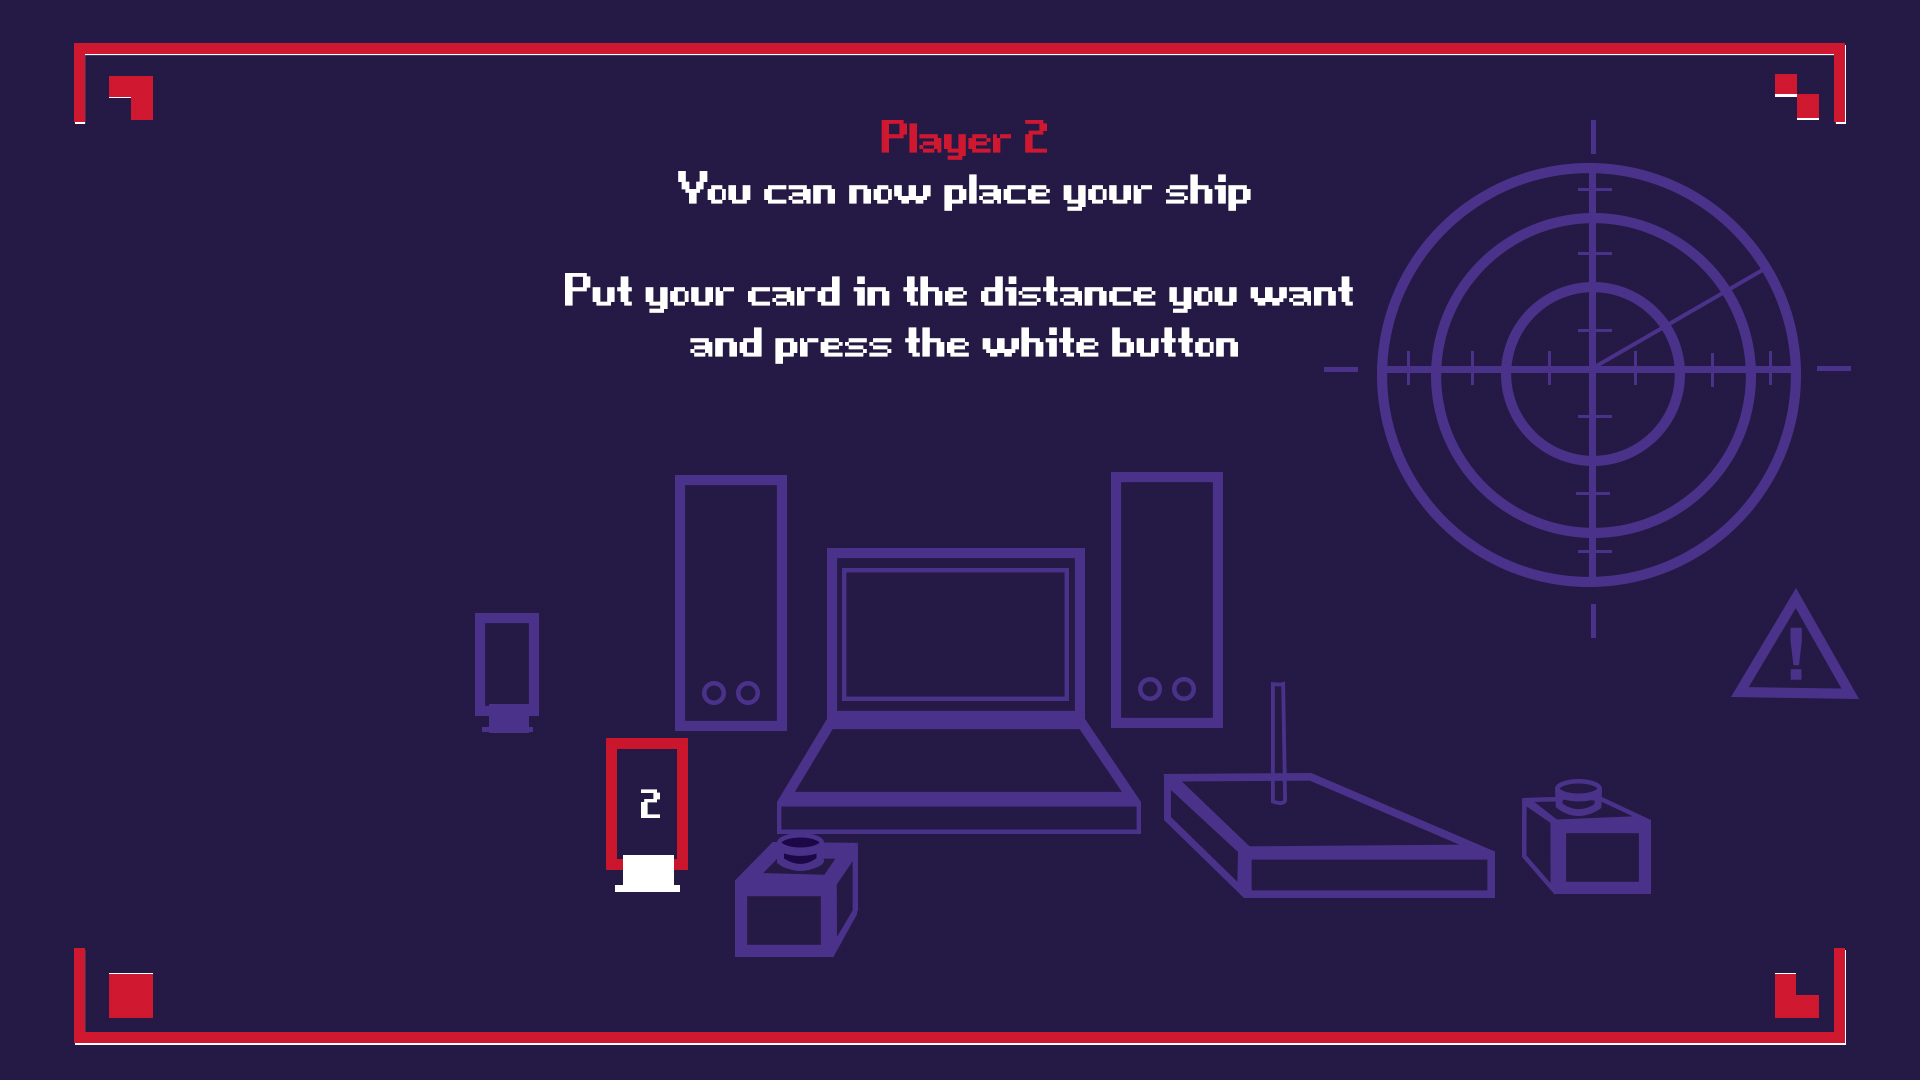 Player 2
You can now place your ship
Put your card in the distance you want
and press the white button
!
2